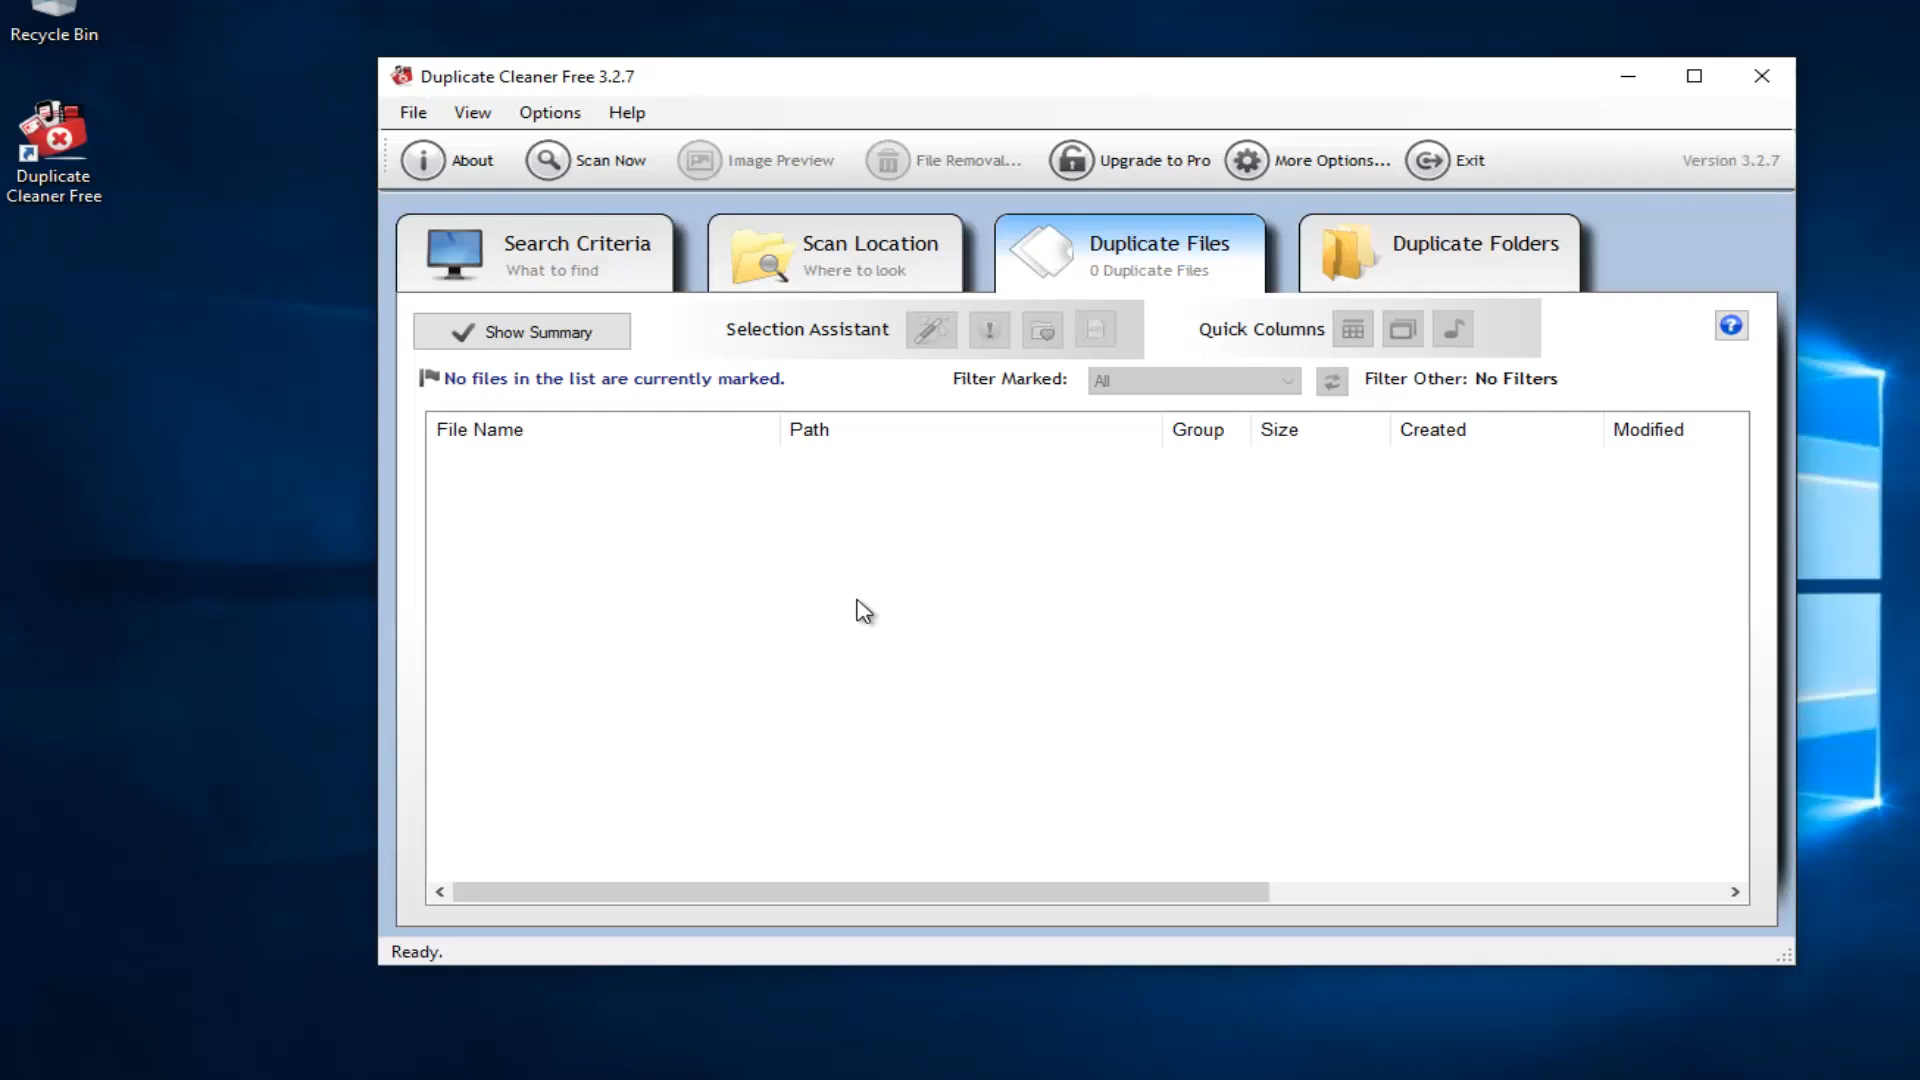 Recycle Bin
Duplicate
Cleaner Free
Duplicate Cleaner Free 3.2.7
File View Options Help
About Scan Now Image Preview File Removal... Upgrade to Pro More Options... Exit Version 3.2.7
Search Criteria
What to find
Scan Location
Where to look
Duplicate Files
0 Duplicate Files
Duplicate Folders
Show Summary Selection Assistant Quick Columns
No files in the list are currently marked. Filter Marked: All Filter Other: No Filters
File Name Path Group Size Created Modified
Ready.